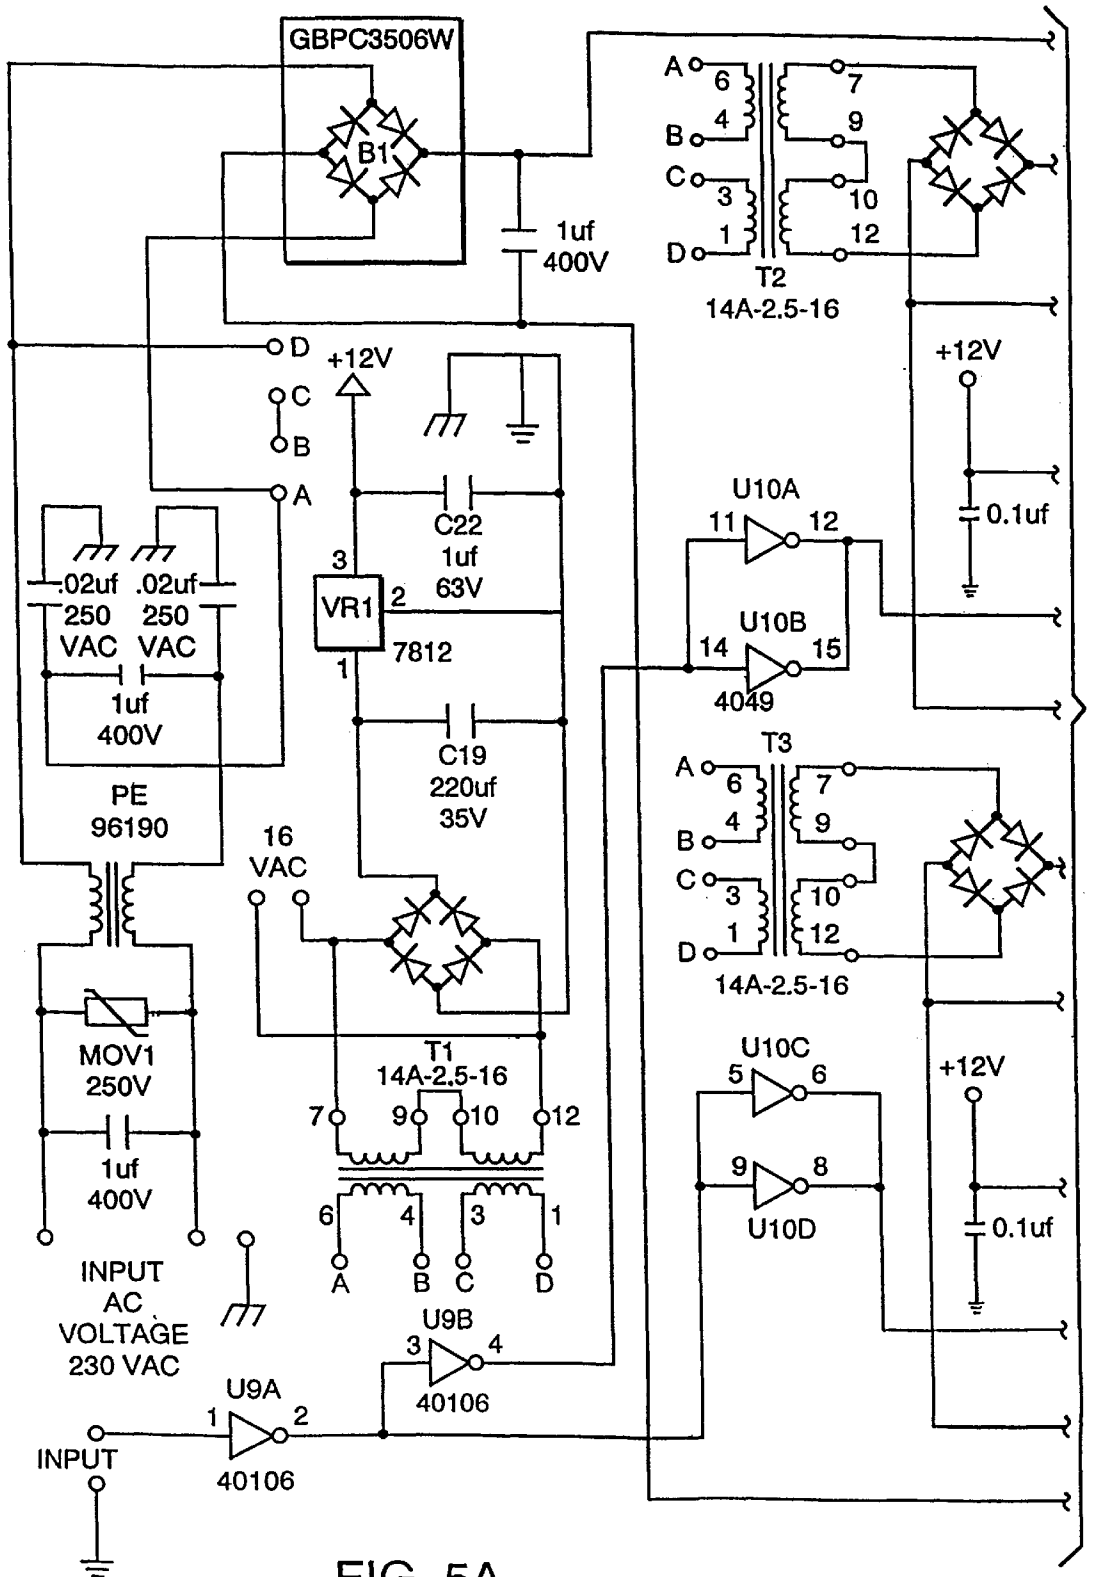 GBPC3506W
B1
1uf
400V
A
6
4
B
C
3
1
D
7
9
10
12
T2
14A-2.5-16
D
C
B
A
+12V
C22
1uf
63V
3
VR1
2
7812
1
C19
220uf
35V
.02uf
250
VAC
.02uf
250
VAC
1uf
400V
PE
96190
16
VAC
MOV1
250V
1uf
400V
INPUT
AC
VOLTAGE
230 VAC
T1
14A-2.5-16
7
9
10
12
6
4
3
1
A
B
C
D
+12V
0.1uf
U10A
11
12
U10B
14
15
4049
T3
A
6
4
B
C
3
1
D
7
9
10
12
14A-2.5-16
U10C
5
6
9
8
U10D
+12V
0.1uf
U9B
3
4
40106
U9A
1
2
40106
INPUT
FIG. 5A